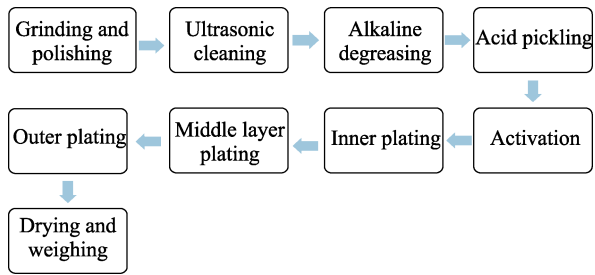 Grinding and
polishing
Ultrasonic
cleaning
Alkaline
degreasing
Acid pickling
Activation
Inner plating
Middle layer
plating
Outer plating
Drying and
weighing